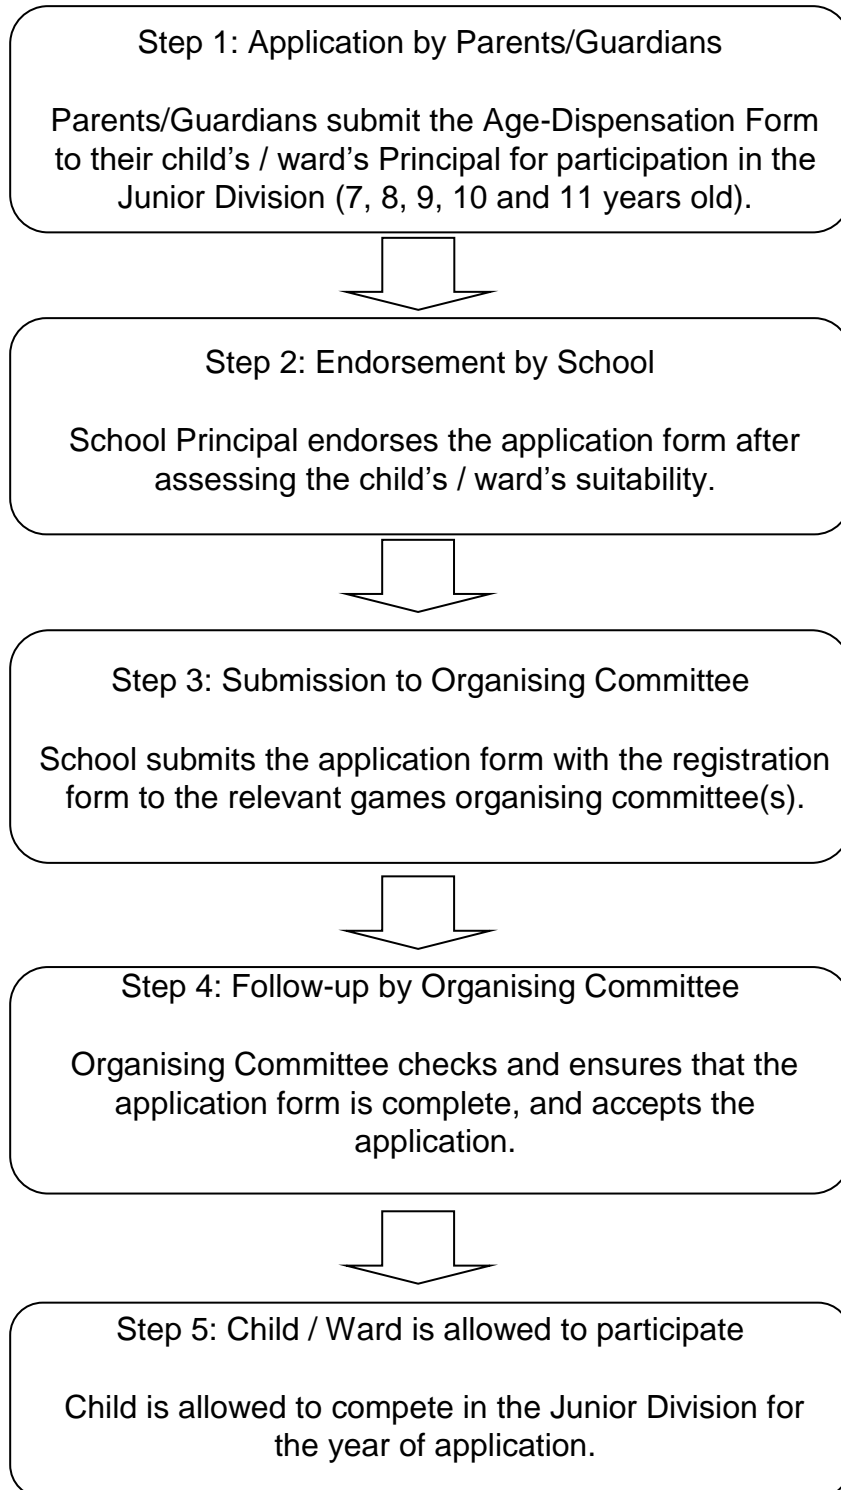 Step 1: Application by Parents/Guardians
Parents/Guardians submit the Age-Dispensation Form
to their child’s / ward’s Principal for participation in the
Junior Division (7, 8, 9, 10 and 11 years old).
Step 2: Endorsement by School
School Principal endorses the application form after
assessing the child’s / ward’s suitability.
Step 3: Submission to Organising Committee
School submits the application form with the registration
form to the relevant games organising committee(s).
Step 4: Follow-up by Organising Committee
Organising Committee checks and ensures that the
application form is complete, and accepts the
application.
Step 5: Child / Ward is allowed to participate
Child is allowed to compete in the Junior Division for
the year of application.